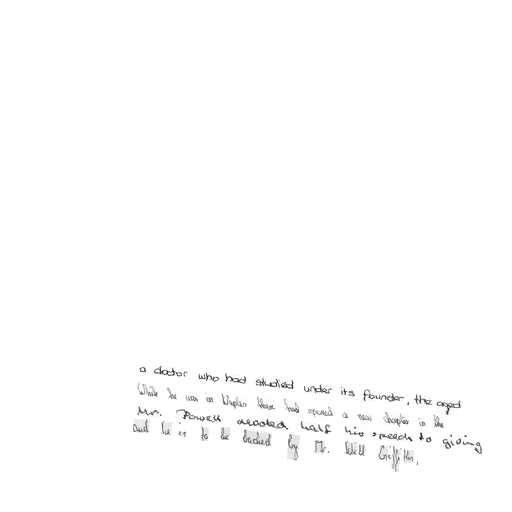 a doctor who had studied under its founder, the aged
While he was in Naples there had opened a new chapter in the
Mr. Powell devoted half his speech to giving
and he is to be backed by Mr. Will Griffiths,